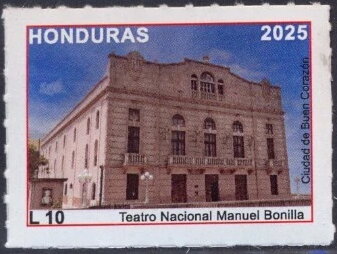 HONDURAS 2025
Ciudad de Buen Corazón
L 10
Teatro Nacional Manuel Bonilla